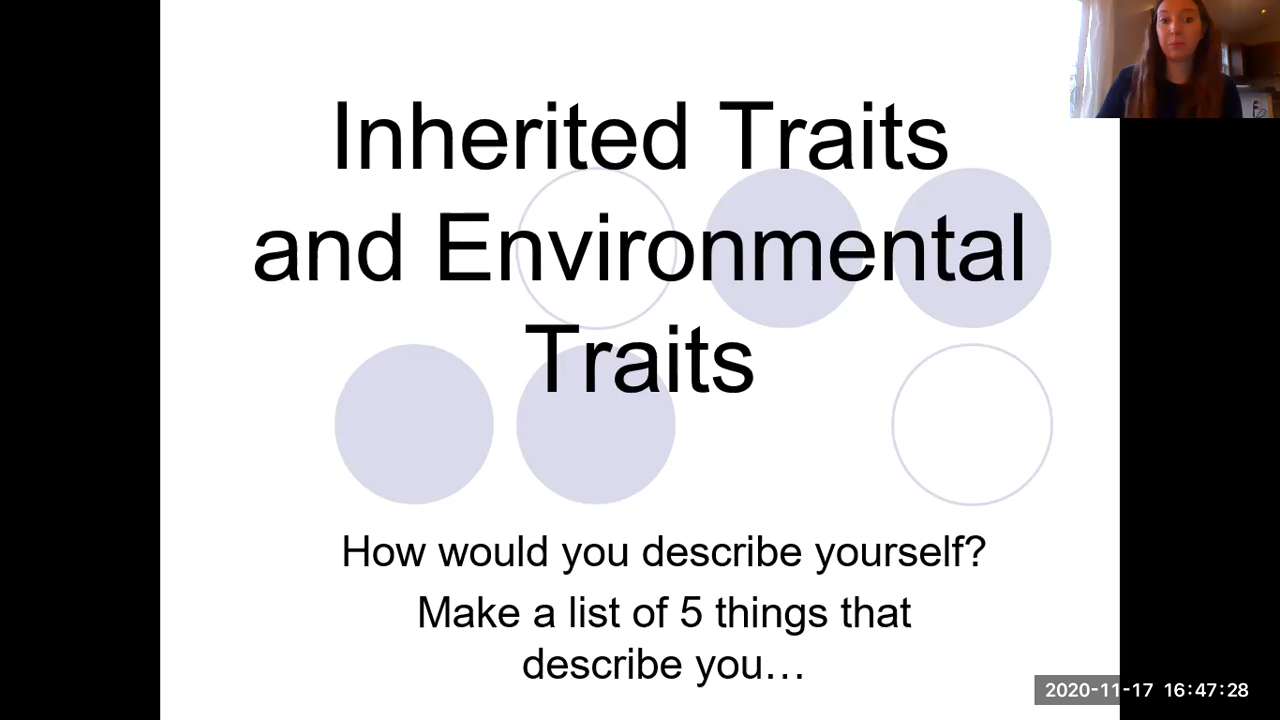 Inherited Traits
and Environmental
Traits
How would you describe yourself?
Make a list of 5 things that
describe you…
2020-11-17 16:47:28